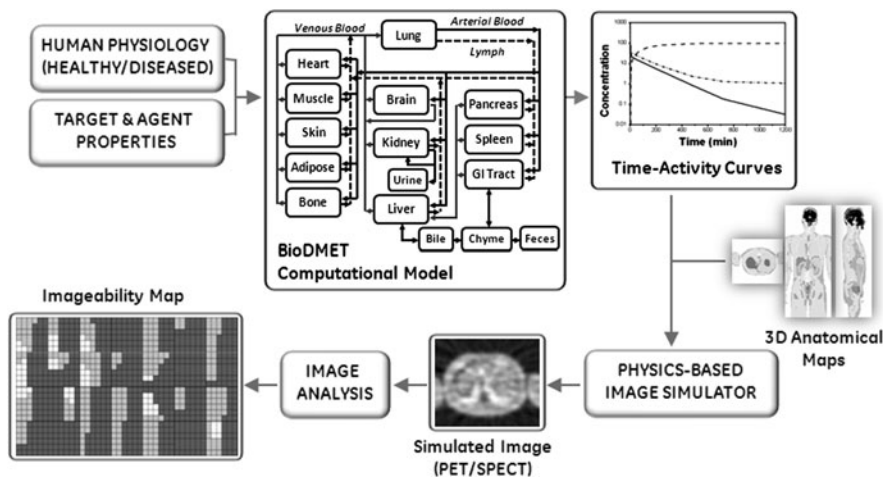 HUMAN PHYSIOLOGY
(HEALTHY/DISEASED)
TARGET & AGENT
PROPERTIES
Venous Blood
Arterial Blood
Lung
Lymph
Heart
Muscle
Skin
Adipose
Bone
Brain
Kidney
Urine
Liver
Pancreas
Spleen
GI Tract
Bile
Chyme
Feces
BioDMET
Computational Model
Concentration
100
10
1
0.1
0.01
0
200
400
600
800
1000
1200
Time (min)
Time-Activity Curves
3D Anatomical
Maps
PHYSICS-BASED
IMAGE SIMULATOR
Simulated Image
(PET/SPECT)
IMAGE
ANALYSIS
Imageability Map